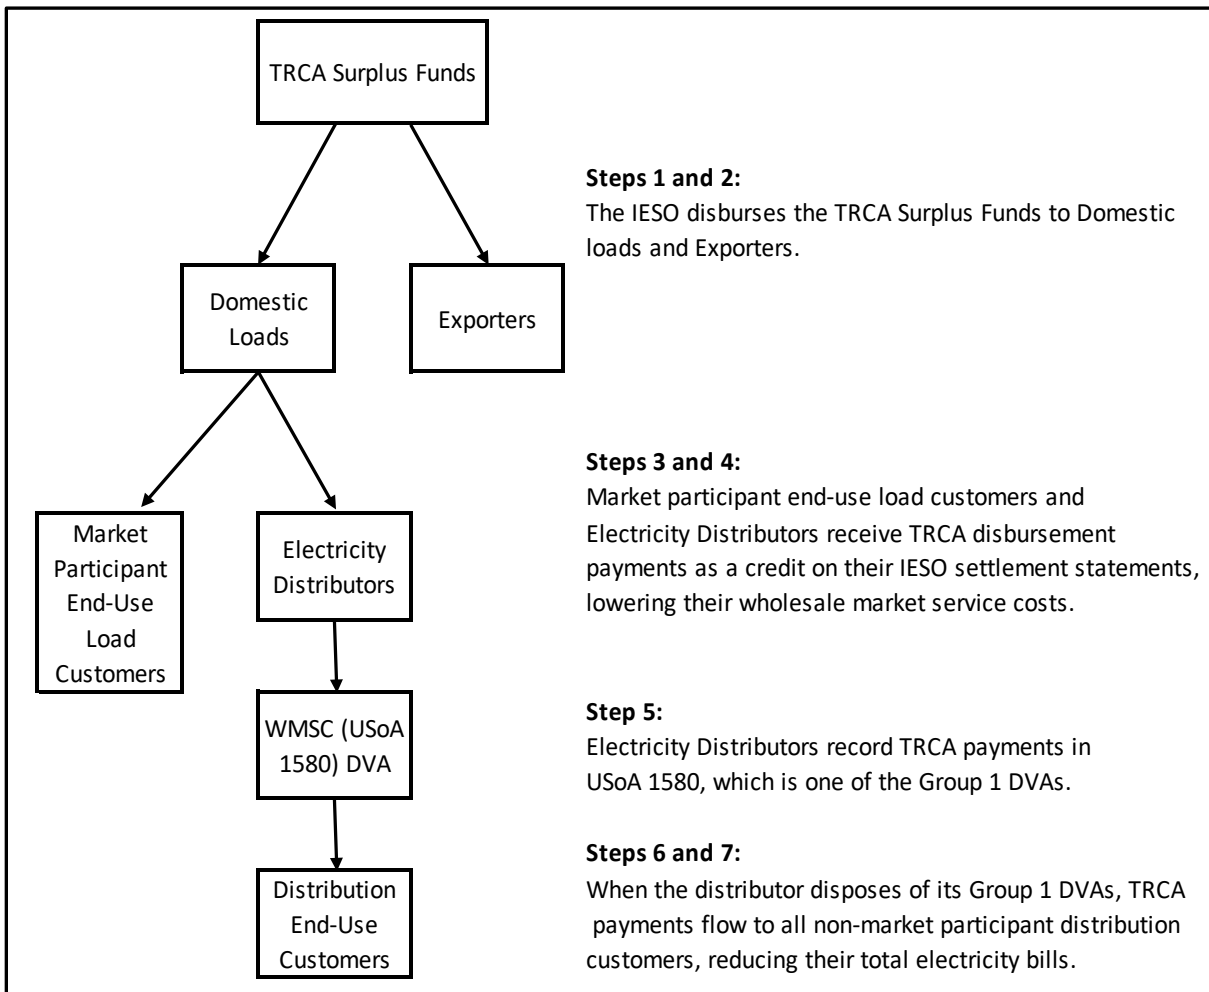 TRCA Surplus Funds
Steps 1 and 2:
The IESO disburses the TRCA Surplus Funds to Domestic
loads and Exporters.
Domestic
Loads
Exporters
Steps 3 and 4:
Market participant end-use load customers and
Electricity Distributors receive TRCA disbursement
payments as a credit on their IESO settlement statements,
lowering their wholesale market service costs.
Market
Participant
End-Use
Load
Customers
Electricity
Distributors
WMSC (USoA
1580) DVA
Step 5:
Electricity Distributors record TRCA payments in
USoA 1580, which is one of the Group 1 DVAs.
Steps 6 and 7:
When the distributor disposes of its Group 1 DVAs, TRCA
payments flow to all non-market participant distribution
customers, reducing their total electricity bills.
Distribution
End-Use
Customers